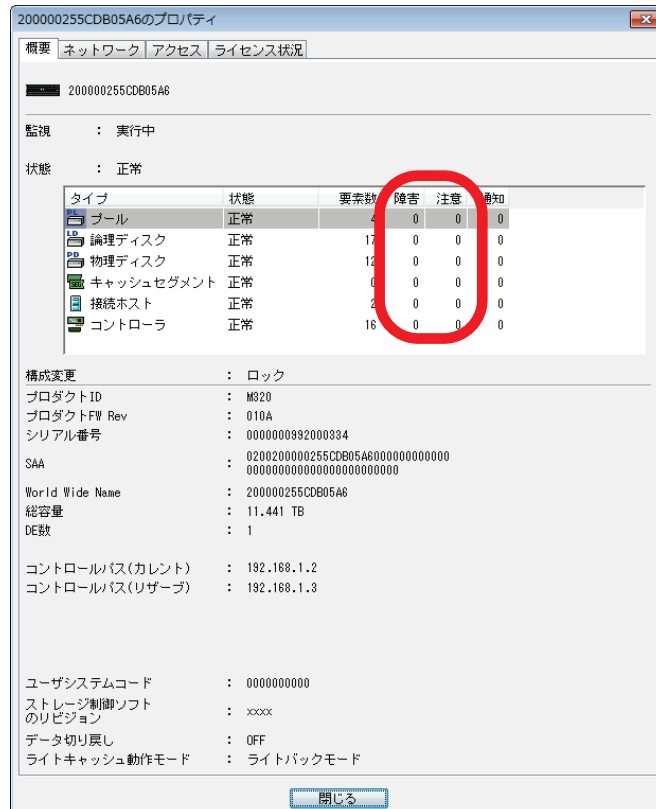 200000255CDB05A6のプロパティ
概要 ネットワーク アクセス ライセンス状況
200000255CDB05A6
監視 : 実行中
状態 : 正常
タイプ 状態 要素数 障害 注意 通知
プール 正常 4 0 0 0
論理ディスク 正常 17 0 0 0
物理ディスク 正常 12 0 0 0
キャッシュセグメント 正常 0 0 0 0
接続ホスト 正常 2 0 0 0
コントローラ 正常 16 0 0 0
構成変更 : ロック
プロダクトID : M320
プロダクトFW Rev : 010A
シリアル番号 : 0000000992000334
SAA : 0200200000255CDB05A6000000000000
000000000000000000000000
World Wide Name : 200000255CDB05A6
総容量 : 11.441 TB
DE数 : 1
コントロールパス(カレント) : 192.168.1.2
コントロールパス(リザーブ) : 192.168.1.3
ユーザシステムコード : 0000000000
ストレージ制御ソフト
のリビジョン : xxxx
データ切り戻し : OFF
ライトキャッシュ動作モード : ライトバックモード
閉じる